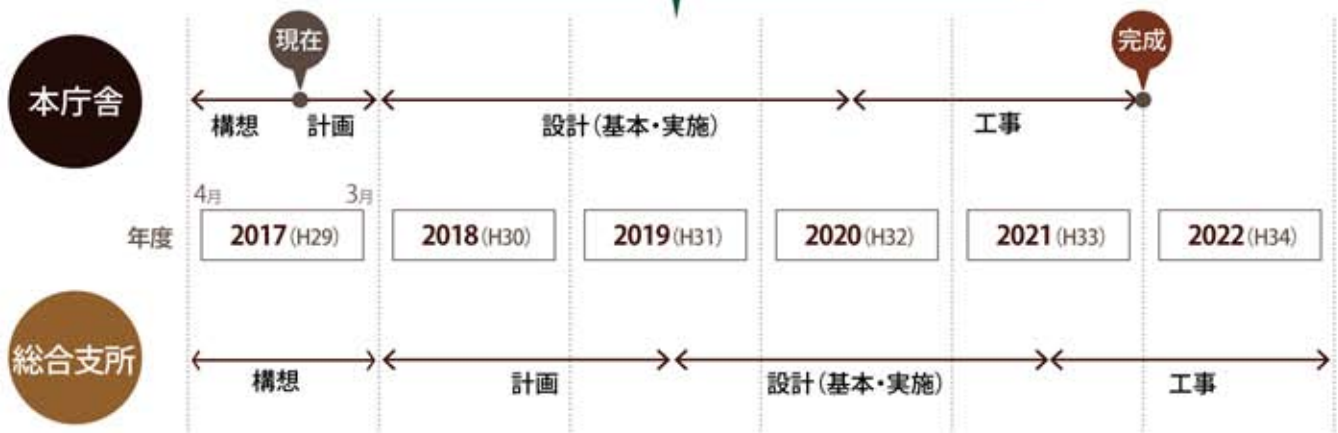 現在
完成
本庁舎
構想
計画
設計(基本・実施)
工事
4月
3月
年度
2017(H29)
2018(H30)
2019(H31)
2020(H32)
2021(H33)
2022(H34)
総合支所
構想
計画
設計(基本・実施)
工事